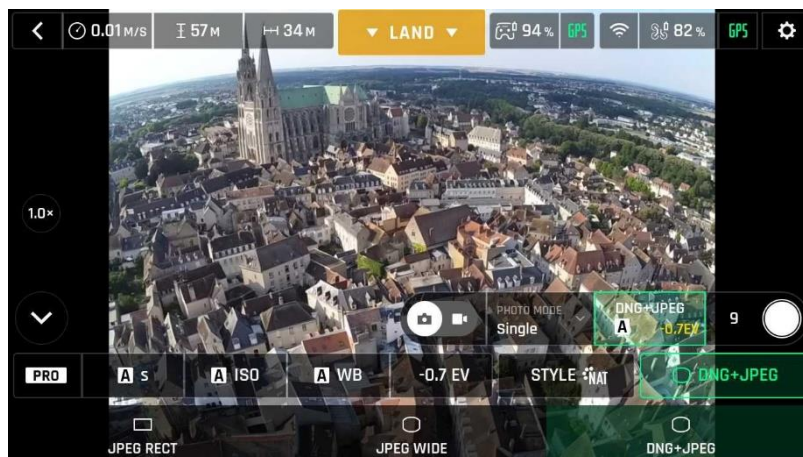 0.01 M/S 57 M 34 M LAND 94 % GPS 82 % GPS
1.0×
PHOTO MODE
Single
DNG+JPEG
A -0.7EV
9
PRO A S A ISO A WB -0.7 EV STYLE NAT DNG+JPEG
JPEG RECT JPEG WIDE DNG+JPEG